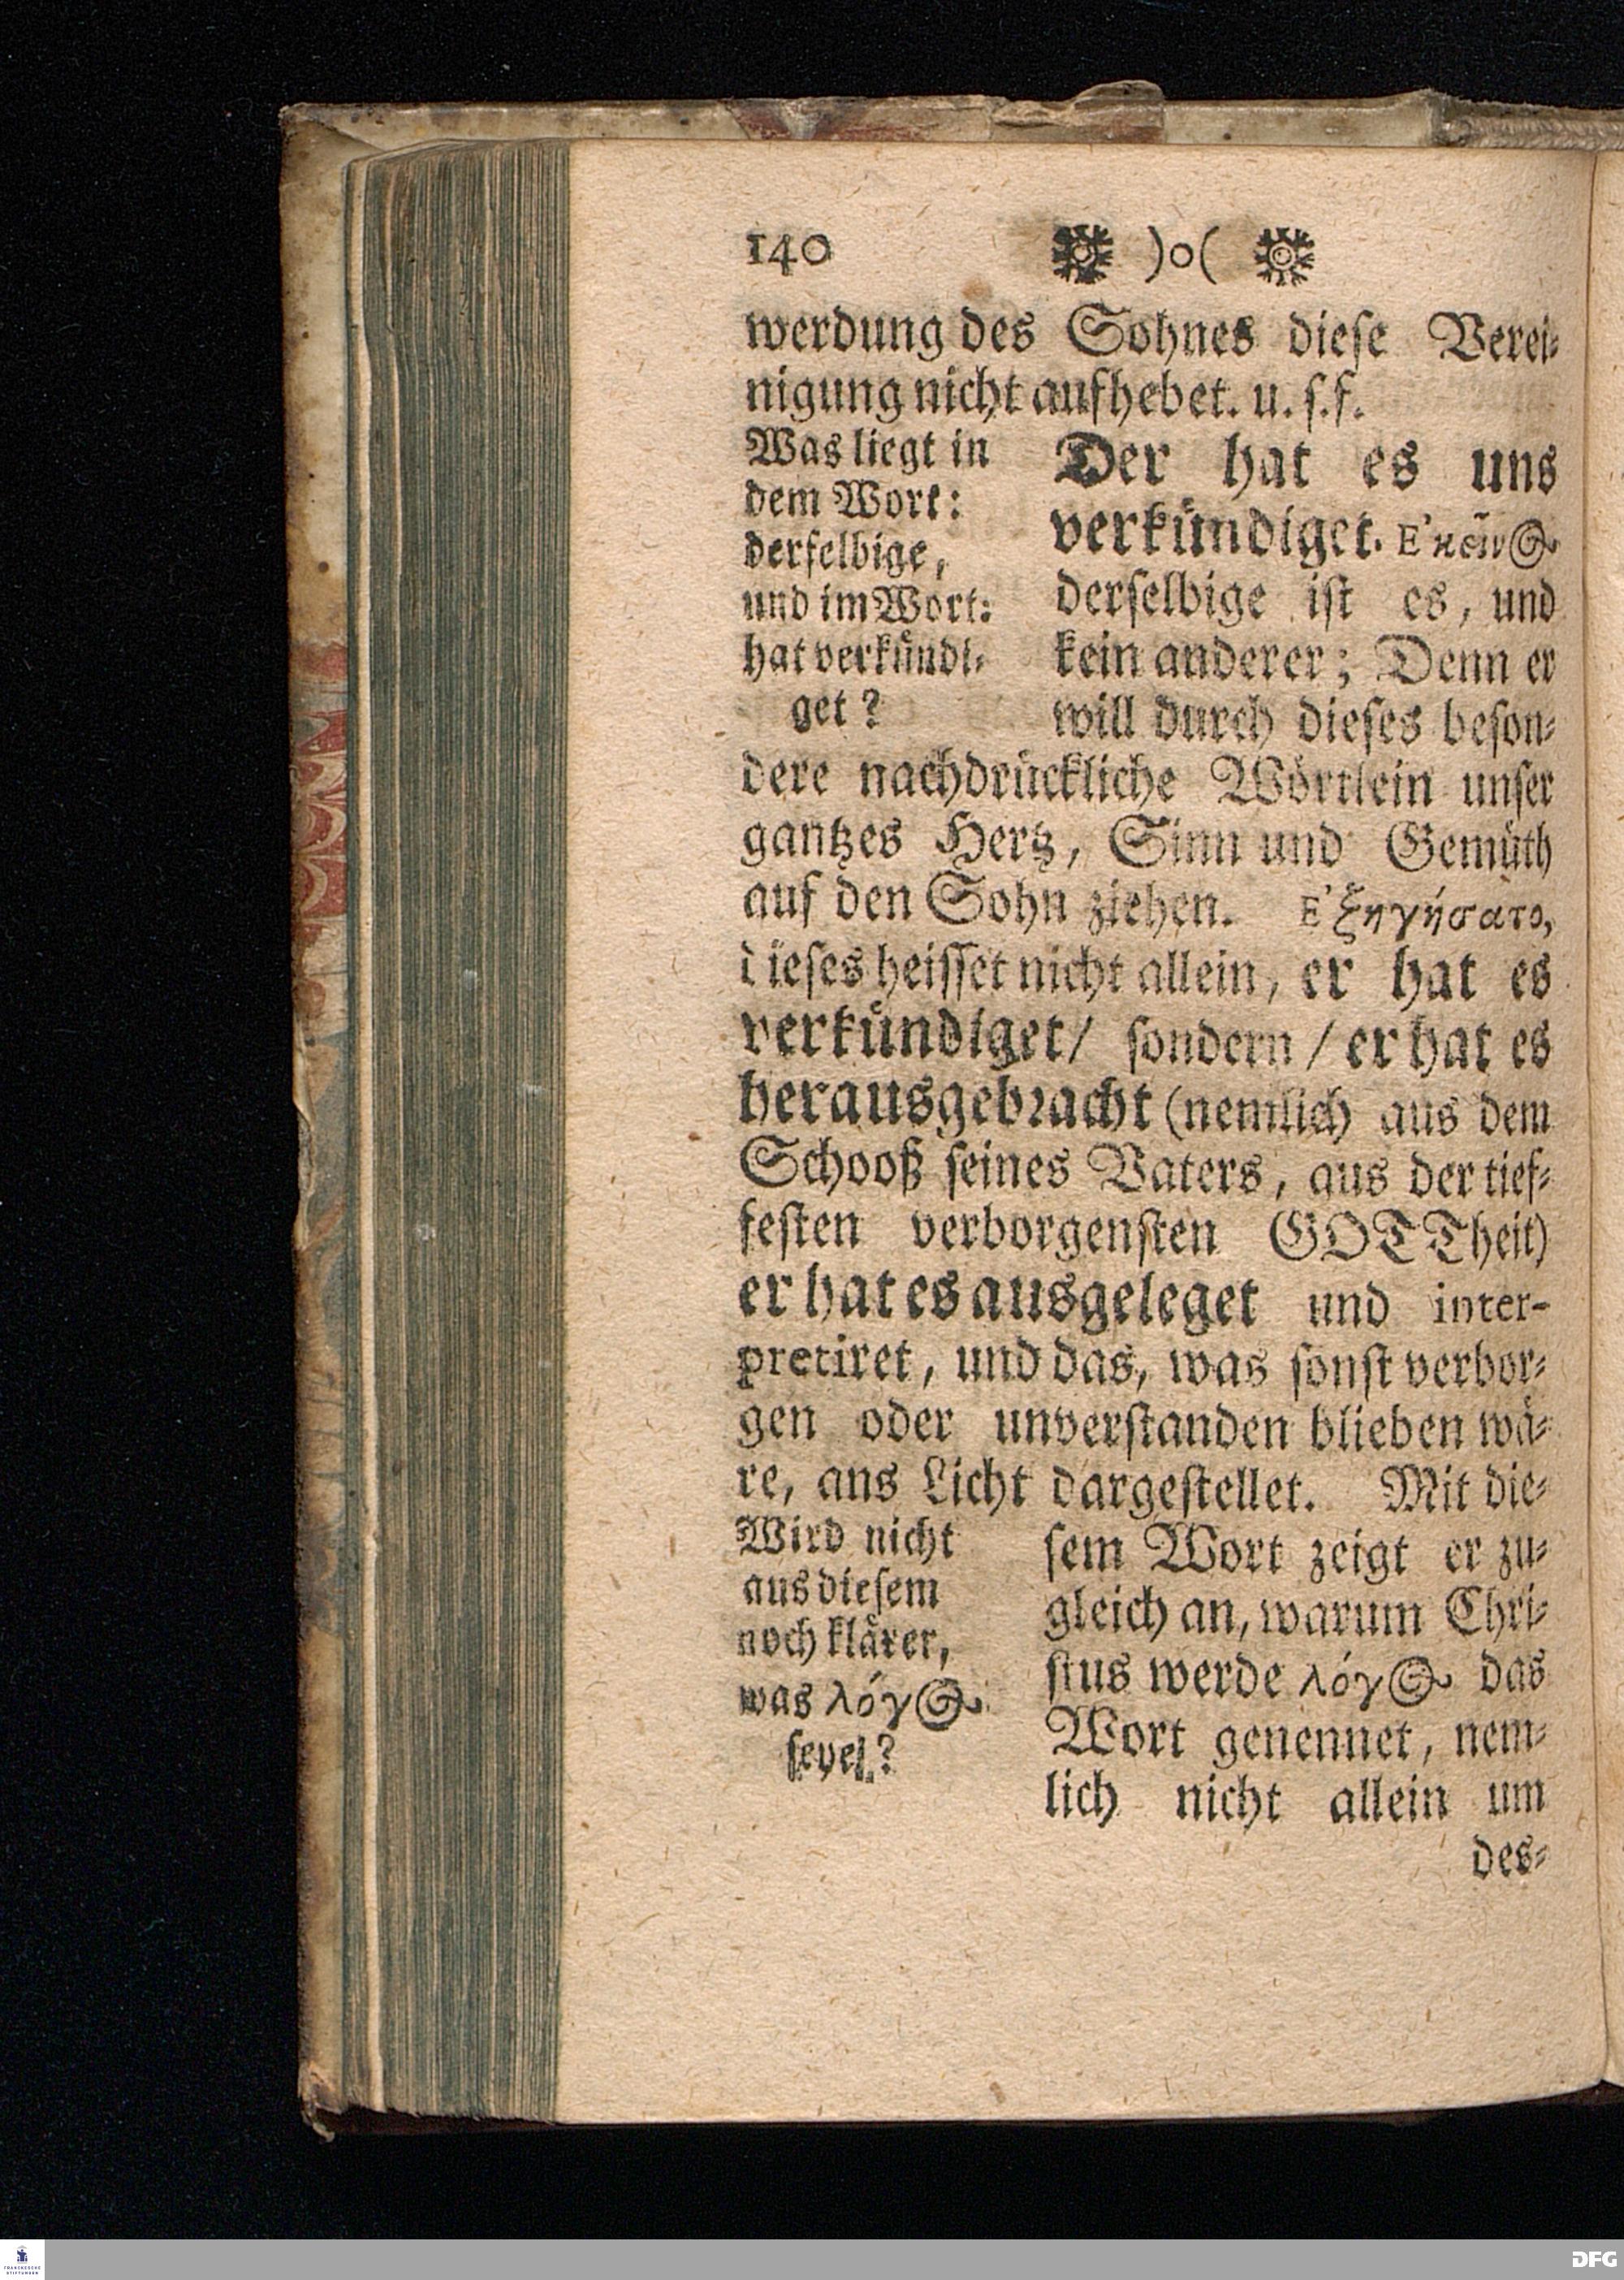 140 )o(
werdung des Sohnes diese Verei-
nigung nicht aufhebet. u. s. f.
Was liegt in
dem Wort:
derselbige,
und im Wort:
hat verkündi-
get?
Der hat es uns
verkündiget. Ἐκεῖνος
derselbige ist es, und
kein anderer; Denn er
will durch dieses beson-
dere nachdrückliche Wörtlein unser
gantzes Hertz, Sinn und Gemüth
auf den Sohn ziehen. Ἐξηγήσατο,
dieses heisset nicht allein, er hat es
verkündiget/ sondern / er hat es
herausgebracht (nemlich aus dem
Schooß seines Vaters, aus der tief-
festen verborgensten GOTTheit)
er hat es ausgeleget und inter-
pretiret, und das, was sonst verbor-
gen oder unverstanden blieben wä-
re, ans Licht dargestellet. Mit die-
Wird nicht
aus diesem
noch klärer,
was λόγος
sey?
sem Wort zeigt er zu-
gleich an, warum Chri-
stus werde λόγος das
Wort genennet, nem-
lich nicht allein um
des-
FRANCKESCHE
STIFTUNGEN
DFG